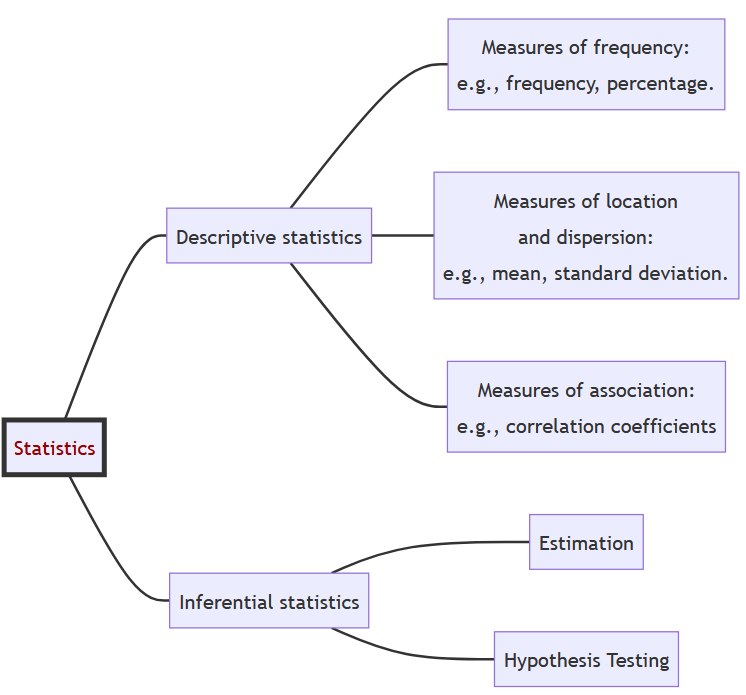 Measures of frequency:
e.g., frequency, percentage.
Measures of location
and dispersion:
e.g., mean, standard deviation.
Descriptive statistics
Measures of association:
e.g., correlation coefficients
Statistics
Estimation
Inferential statistics
Hypothesis Testing